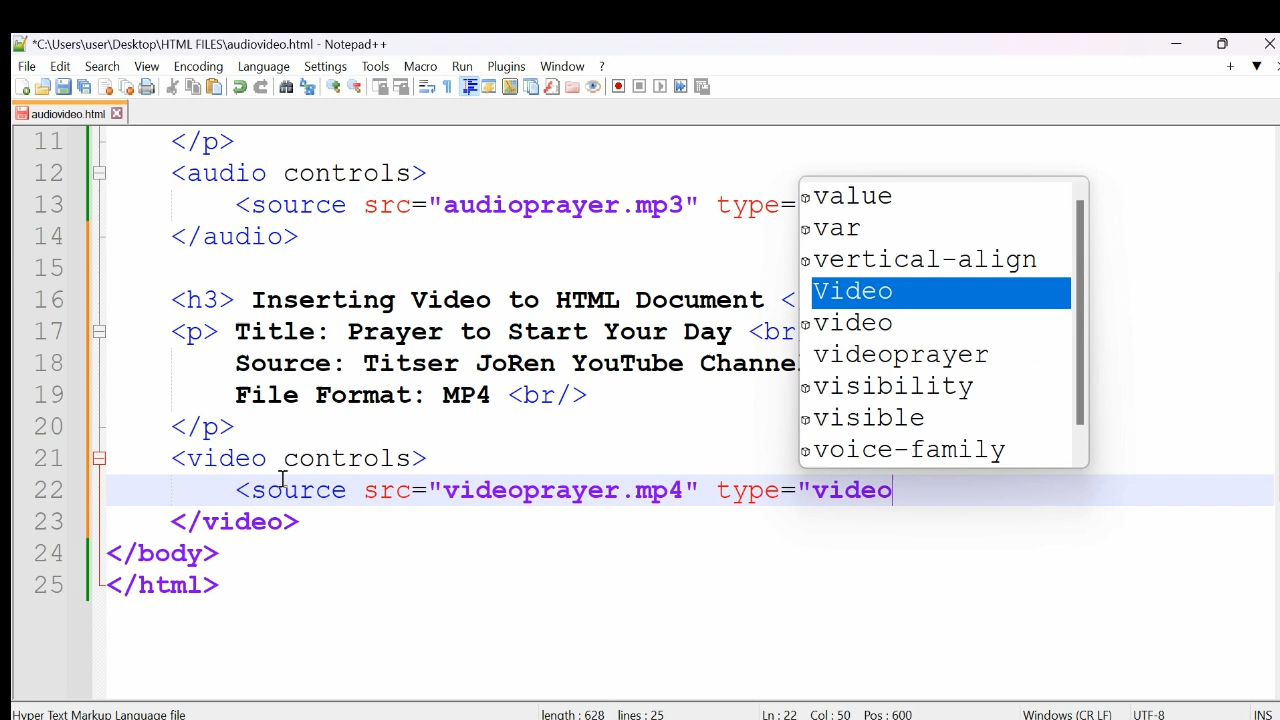 *C:\Users\user\Desktop\HTML FILES\audiovideo.html - Notepad++
File Edit Search View Encoding Language Settings Tools Macro Run Plugins Window ?
audiovideo.html
11 </p>
12 <audio controls>
13 <source src="audioprayer.mp3" type=
14 </audio>
15
16 <h3> Inserting Video to HTML Document <
17 <p> Title: Prayer to Start Your Day <br
18 Source: Titser JoRen YouTube Channel
19 File Format: MP4 <br/>
20 </p>
21 <video controls>
22 <source src="videoprayer.mp4" type="video
23 </video>
24 </body>
25 </html>
value
var
vertical-align
Video
video
videoprayer
visibility
visible
voice-family
Hyper Text Markup Language file length : 628 lines : 25 Ln : 22 Col : 50 Pos : 600 Windows (CR LF) UTF-8 INS